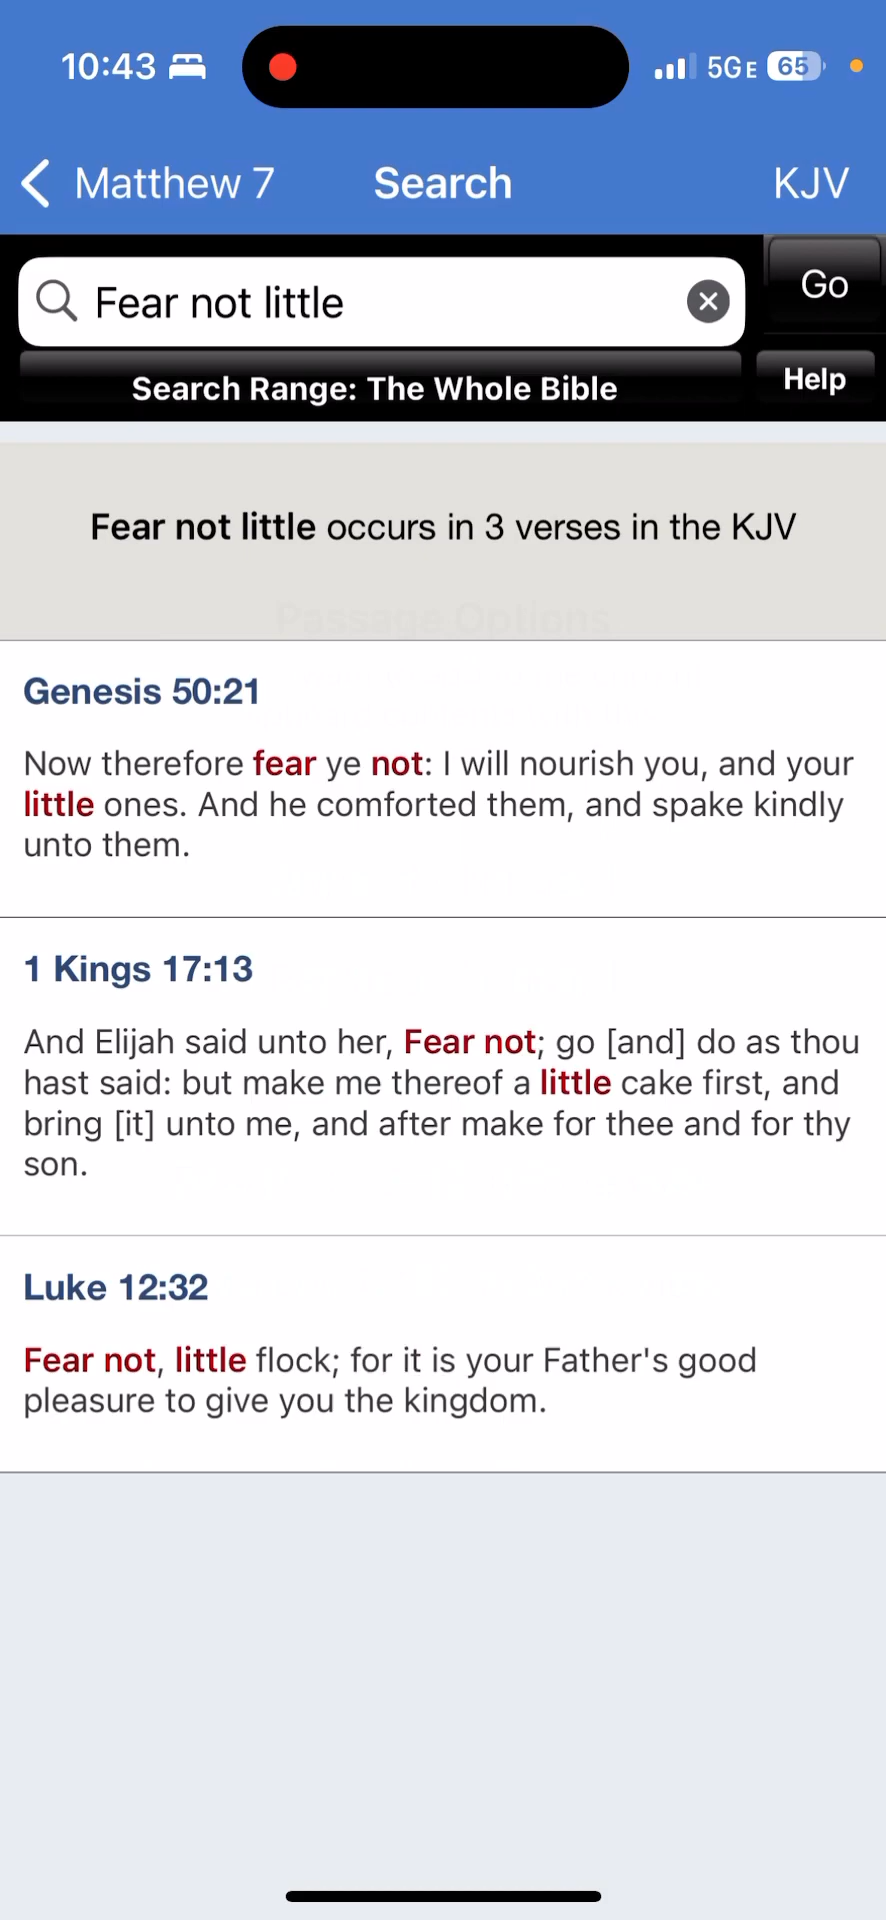 10:43
5GE 65
Matthew 7 Search KJV
Fear not little
Go
Search Range: The Whole Bible
Help
Fear not little occurs in 3 verses in the KJV
Passage Options
Genesis 50:21
Now therefore fear ye not: I will nourish you, and your
little ones. And he comforted them, and spake kindly
unto them.
1 Kings 17:13
And Elijah said unto her, Fear not; go [and] do as thou
hast said: but make me thereof a little cake first, and
bring [it] unto me, and after make for thee and for thy
son.
Luke 12:32
Fear not, little flock; for it is your Father's good
pleasure to give you the kingdom.